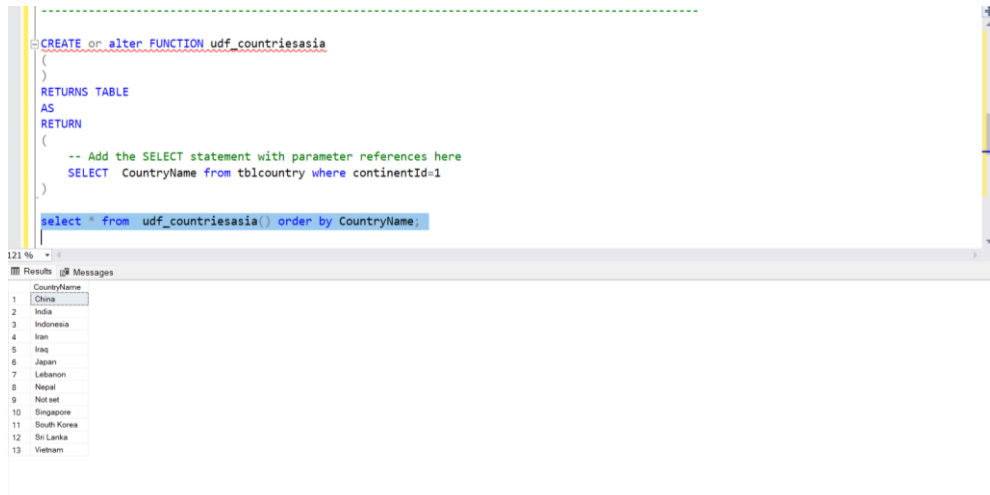 --------------------------------------------------------------------------------
CREATE or alter FUNCTION udf_countriesasia
(
)
RETURNS TABLE
AS
RETURN
(
-- Add the SELECT statement with parameter references here
SELECT  CountryName from tblcountry where continentId=1
)
select * from  udf_countriesasia() order by CountryName;
121 %
Results Messages
CountryName
1 China
2 India
3 Indonesia
4 Iran
5 Iraq
6 Japan
7 Lebanon
8 Nepal
9 Not set
10 Singapore
11 South Korea
12 Sri Lanka
13 Vietnam